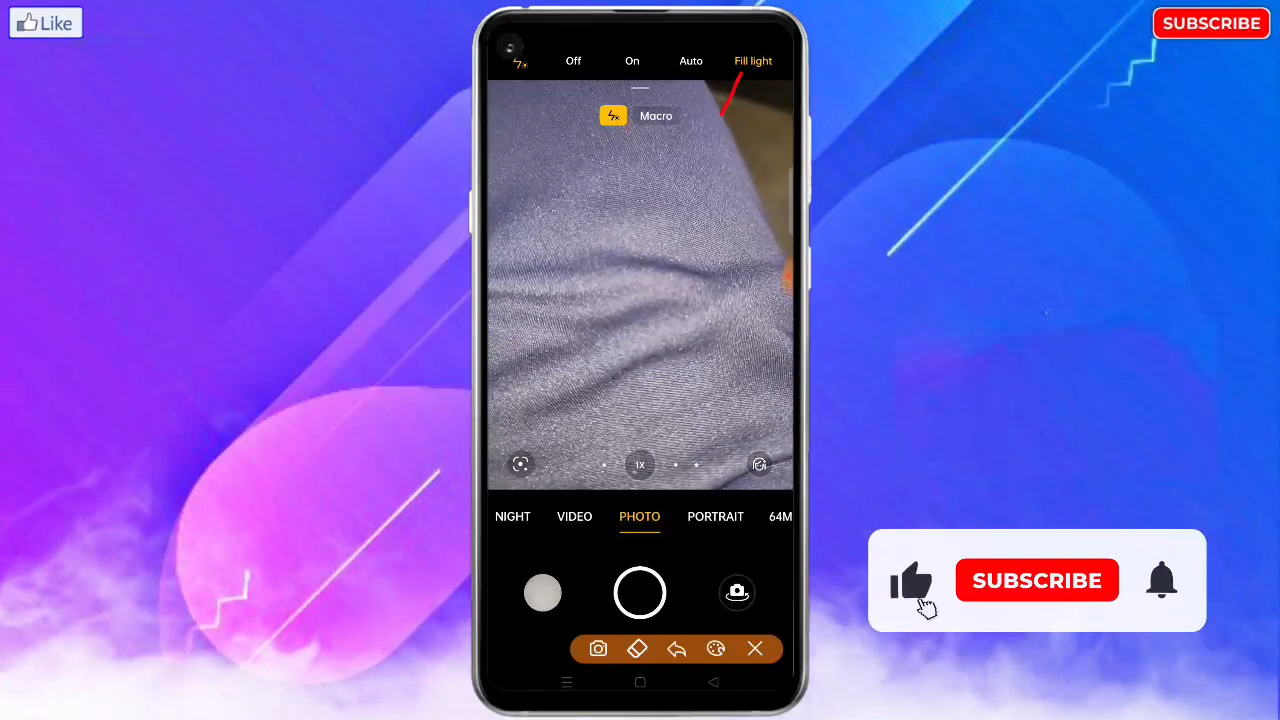 Like
SUBSCRIBE
Off On Auto Fill light
Macro
1X
NIGHT VIDEO PHOTO PORTRAIT 64M
SUBSCRIBE